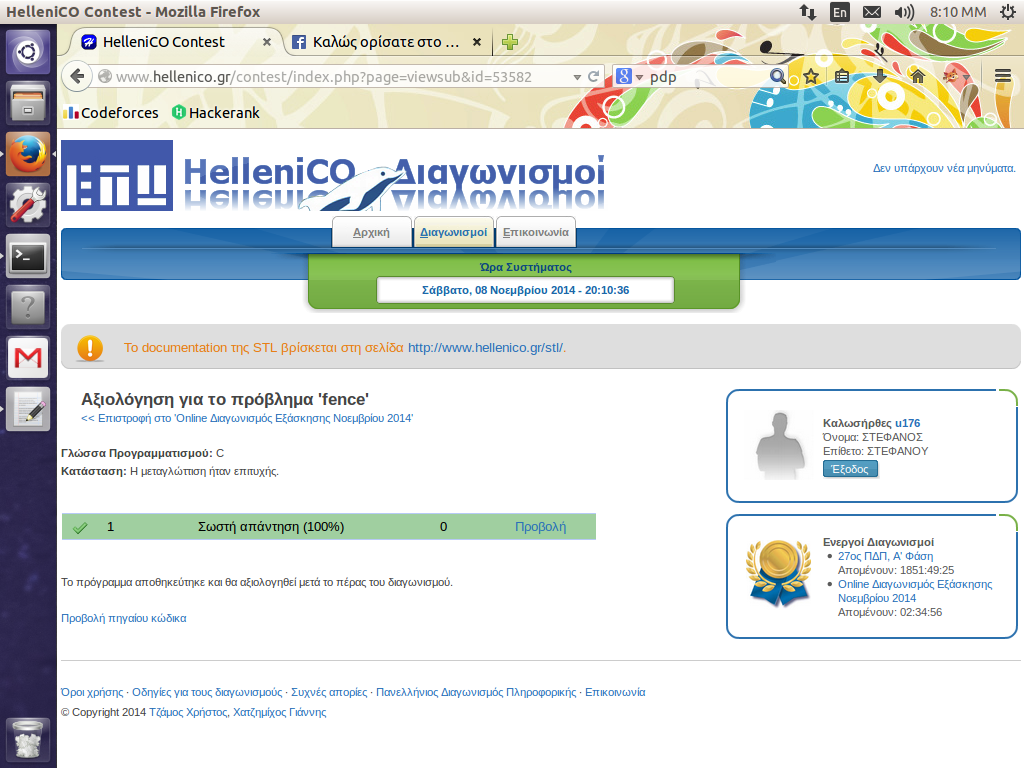 HelleniCO Contest - Mozilla Firefox
En
8:10 ΜΜ
HelleniCO Contest
Καλώς ορίσατε στο ...
www.hellenico.gr/contest/index.php?page=viewsub&id=53582
pdp
Codeforces
Hackerank
HelleniCO Διαγωνισμοί
Δεν υπάρχουν νέα μηνύματα.
Αρχική
Διαγωνισμοί
Επικοινωνία
Ώρα Συστήματος
Σάββατο, 08 Νοεμβρίου 2014 - 20:10:36
Το documentation της STL βρίσκεται στη σελίδα http://www.hellenico.gr/stl/.
Αξιολόγηση για το πρόβλημα 'fence'
<< Επιστροφή στο 'Online Διαγωνισμός Εξάσκησης Νοεμβρίου 2014'
Γλώσσα Προγραμματισμού: C
Κατάσταση: Η μεταγλώττιση ήταν επιτυχής.
1 Σωστή απάντηση (100%) 0 Προβολή
Το πρόγραμμα αποθηκεύτηκε και θα αξιολογηθεί μετά το πέρας του διαγωνισμού.
Προβολή πηγαίου κώδικα
Καλωσήρθες u176
Όνομα: ΣΤΕΦΑΝΟΣ
Επίθετο: ΣΤΕΦΑΝΟΥ
Έξοδος
Ενεργοί Διαγωνισμοί
27ος ΠΔΠ, Α' Φάση
Απομένουν: 1851:49:25
Online Διαγωνισμός Εξάσκησης
Νοεμβρίου 2014
Απομένουν: 02:34:56
Όροι χρήσης · Οδηγίες για τους διαγωνισμούς · Συχνές απορίες · Πανελλήνιος Διαγωνισμός Πληροφορικής · Επικοινωνία
© Copyright 2014 Τζάμος Χρήστος, Χατζημίχος Γιάννης